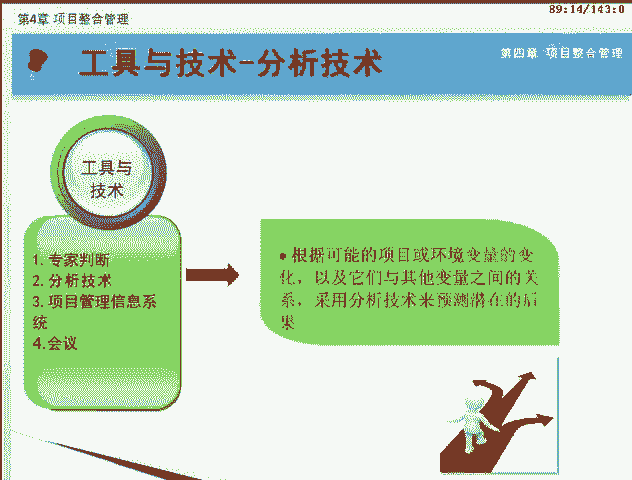 89:14/143:0
第4章 项目整合管理
工具与技术-分析技术
第四章 项目整合管理
工具与
技术
1. 专家判断
2. 分析技术
3. 项目管理信息系
统
4.会议
• 根据可能的项目或环境变量的变
化，以及它们与其他变量之间的关
系，采用分析技术来预测潜在的后
果